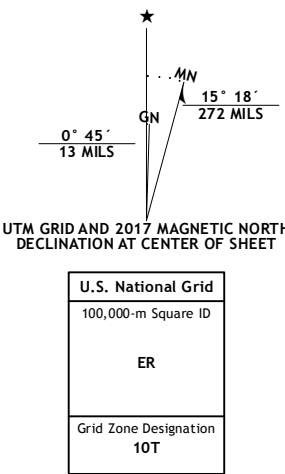 ★
MN
GN
15° 18´
272 MILS
0° 45´
13 MILS
UTM GRID AND 2017 MAGNETIC NORTH
DECLINATION AT CENTER OF SHEET
U.S. National Grid
100,000-m Square ID
ER
Grid Zone Designation
10T